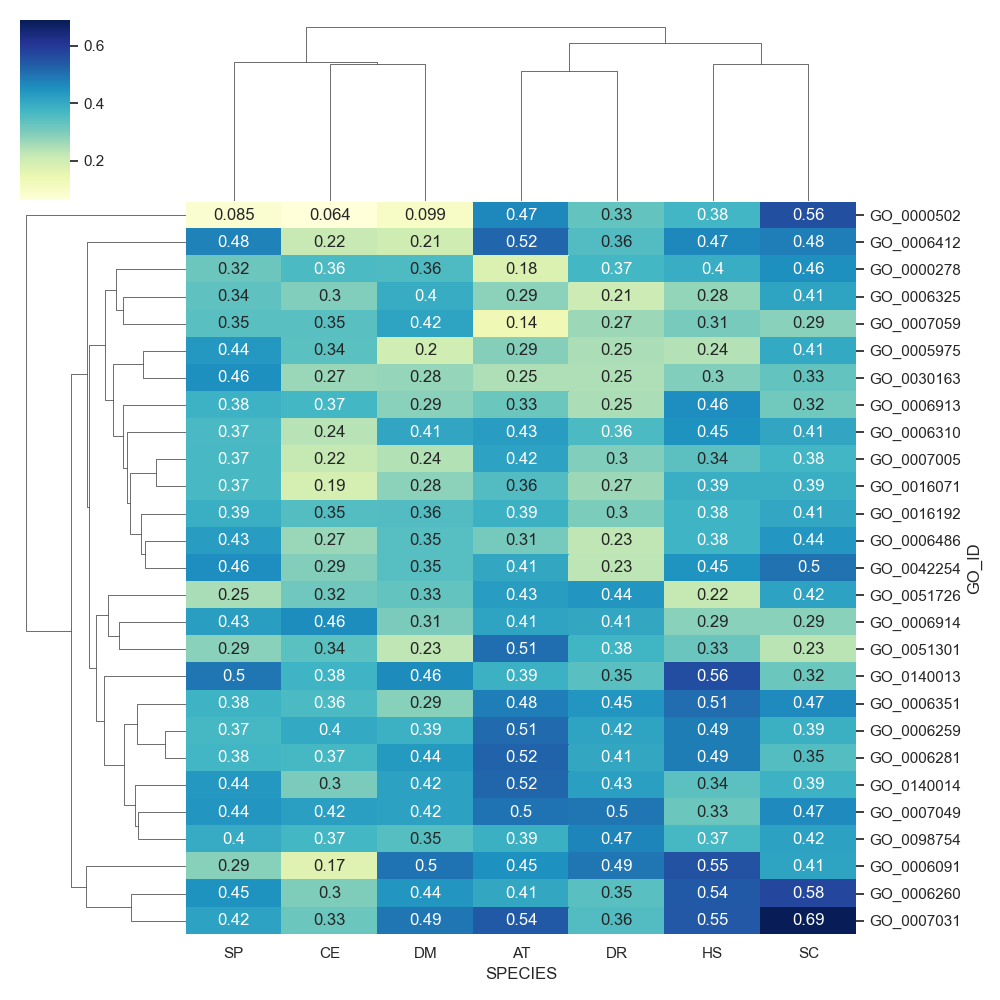 0.6
0.4
0.2
0.085 0.064 0.099 0.47 0.33 0.38 0.56 GO_0000502
0.48 0.22 0.21 0.52 0.36 0.47 0.48 GO_0006412
0.32 0.36 0.36 0.18 0.37 0.4 0.46 GO_0000278
0.34 0.3 0.4 0.29 0.21 0.28 0.41 GO_0006325
0.35 0.35 0.42 0.14 0.27 0.31 0.29 GO_0007059
0.44 0.34 0.2 0.29 0.25 0.24 0.41 GO_0005975
0.46 0.27 0.28 0.25 0.25 0.3 0.33 GO_0030163
0.38 0.37 0.29 0.33 0.25 0.46 0.32 GO_0006913
0.37 0.24 0.41 0.43 0.36 0.45 0.41 GO_0006310
0.37 0.22 0.24 0.42 0.3 0.34 0.38 GO_0007005
0.37 0.19 0.28 0.36 0.27 0.39 0.39 GO_0016071
0.39 0.35 0.36 0.39 0.3 0.38 0.41 GO_0016192
0.43 0.27 0.35 0.31 0.23 0.38 0.44 GO_0006486
0.46 0.29 0.35 0.41 0.23 0.45 0.5 GO_0042254
0.25 0.32 0.33 0.43 0.44 0.22 0.42 GO_0051726
0.43 0.46 0.31 0.41 0.41 0.29 0.29 GO_0006914
0.29 0.34 0.23 0.51 0.38 0.33 0.23 GO_0051301
0.5 0.38 0.46 0.39 0.35 0.56 0.32 GO_0140013
0.38 0.36 0.29 0.48 0.45 0.51 0.47 GO_0006351
0.37 0.4 0.39 0.51 0.42 0.49 0.39 GO_0006259
0.38 0.37 0.44 0.52 0.41 0.49 0.35 GO_0006281
0.44 0.3 0.42 0.52 0.43 0.34 0.39 GO_0140014
0.44 0.42 0.42 0.5 0.5 0.33 0.47 GO_0007049
0.4 0.37 0.35 0.39 0.47 0.37 0.42 GO_0098754
0.29 0.17 0.5 0.45 0.49 0.55 0.41 GO_0006091
0.45 0.3 0.44 0.41 0.35 0.54 0.58 GO_0006260
0.42 0.33 0.49 0.54 0.36 0.55 0.69 GO_0007031
GO_ID
SP CE DM AT DR HS SC
SPECIES